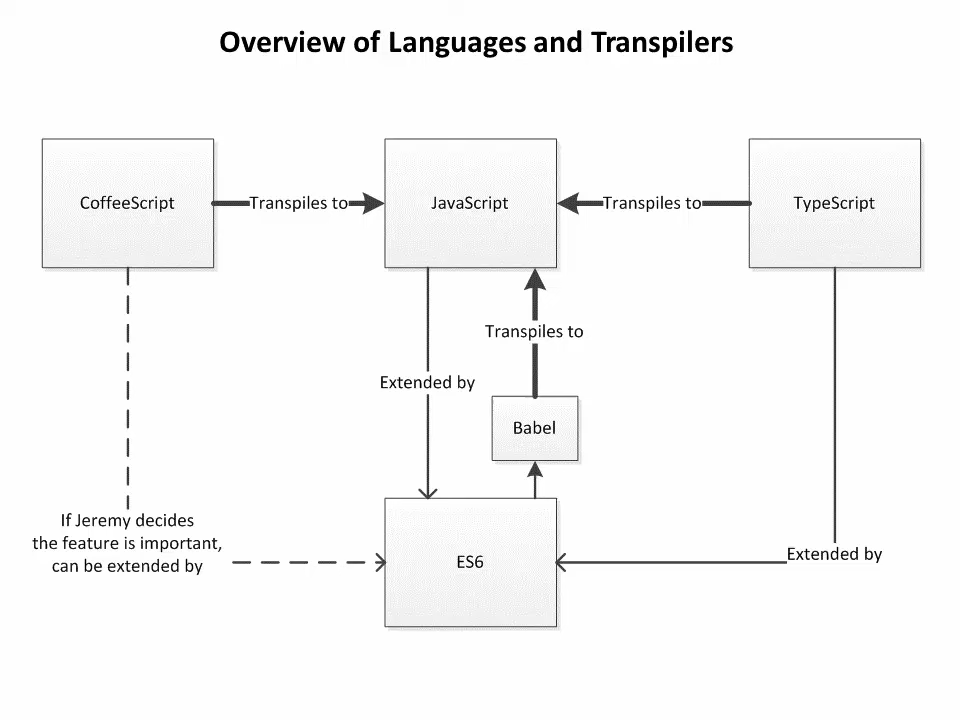 Overview of Languages and Transpilers
CoffeeScript
Transpiles to
JavaScript
Transpiles to
TypeScript
Transpiles to
Extended by
Babel
If Jeremy decides
the feature is important,
can be extended by
ES6
Extended by